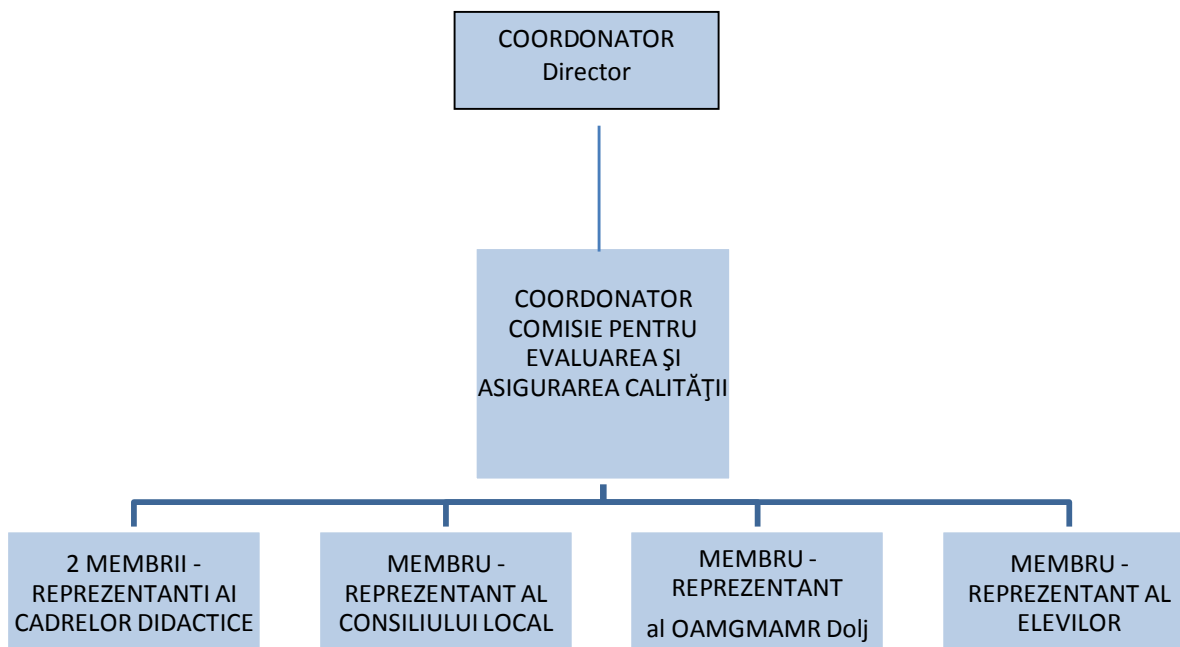 COORDONATOR
Director
COORDONATOR
COMISIE PENTRU
EVALUAREA ŞI
ASIGURAREA CALITĂŢII
2 MEMBRII -
REPREZENTANTI AI
CADRELOR DIDACTICE
MEMBRU -
REPREZENTANT AL
CONSILIULUI LOCAL
MEMBRU -
REPREZENTANT
al OAMGMAMR Dolj
MEMBRU -
REPREZENTANT AL
ELEVILOR